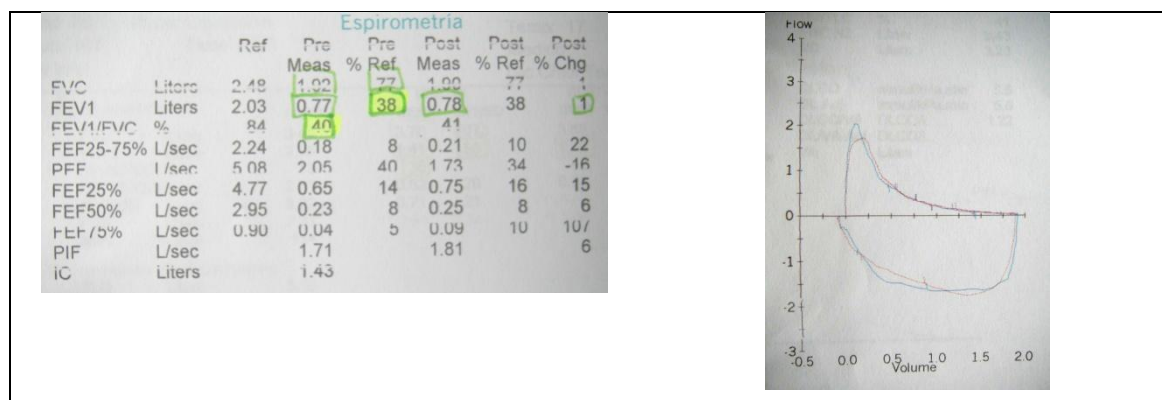 Espirometría
Ref Pre Pre Post Post Post
Meas % Ref Meas % Ref % Chg
FVC Liters 2.48 1.92 77 1.90 77
FEV1 Liters 2.03 0.77 38 0.78 38 1
FEV1/FVC % 84 40 41
FEF25-75% L/sec 2.24 0.18 8 0.21 10 22
PEF L/sec 5.08 2.05 40 1.73 34 -16
FEF25% L/sec 4.77 0.65 14 0.75 16 15
FEF50% L/sec 2.95 0.23 8 0.25 8 6
FEF75% L/sec 0.90 0.04 5 0.09 10 107
PIF L/sec 1.71 1.81 6
IC Liters 1.43
Flow
4
3
2
1
0
-1
-2
-3
-0.5 0.0 0.5 1.0 1.5 2.0
Volume